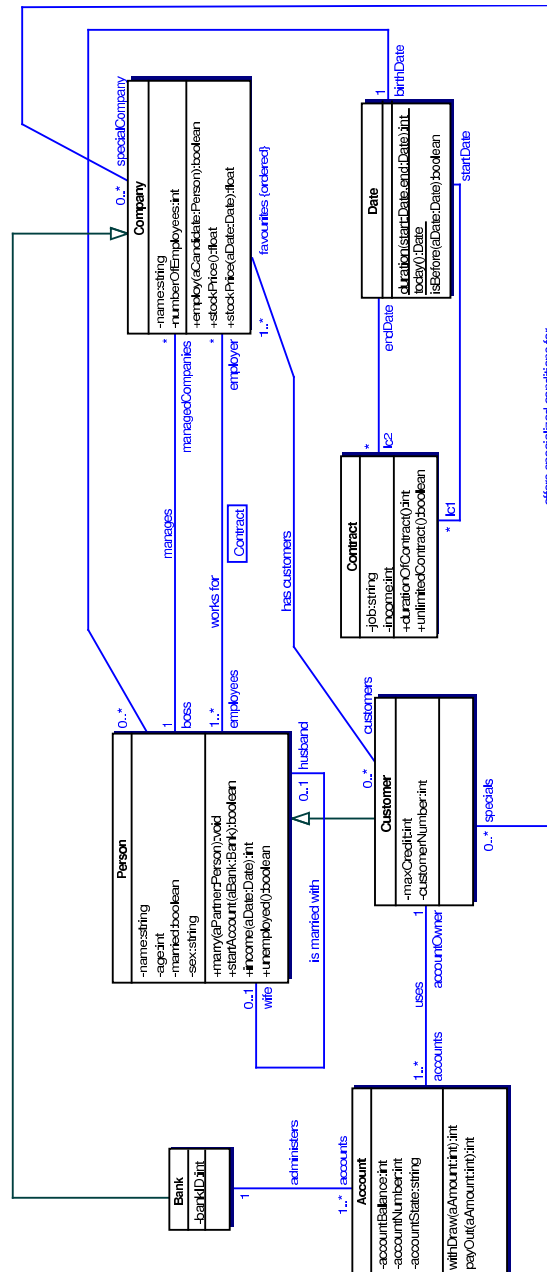 Bank
-bankID:int
1
administers
1..*
accounts
Account
-accountBalance:int
-accountNumber:int
-accountState:string
withDraw(aAmount:int):int
payOut(aAmount:int):int
1..*
accounts
uses
1
accountOwner
Person
-name:string
-age:int
-married:boolean
-sex:string
+marry(aPartner:Person):void
+startAccount(aBank:Bank):boolean
+income(aDate:Date):int
+unemployed():boolean
0..1
wife
is married with
0..1
husband
Customer
-maxCredit:int
-customerNumber:int
0..*
customers
0..*
specials
0..*
1
boss
manages
*
managedCompanies
1..*
employees
works for
Contract
*
employer
has customers
1..*
favourites {ordered}
Contract
-job:string
-income:int
+durationOfContract():int
+unlimitedContract():boolean
*
lc2
endDate
*
lc1
startDate
Company
-name:string
-numberOfEmployees:int
+employ(aCandidate:Person):boolean
+stockPrice():float
+stockPrice(aDate:Date):float
0..*
specialCompany
Date
duration(start:Date,end:Date):int
today():Date
isBefore(aDate:Date):boolean
1
birthDate